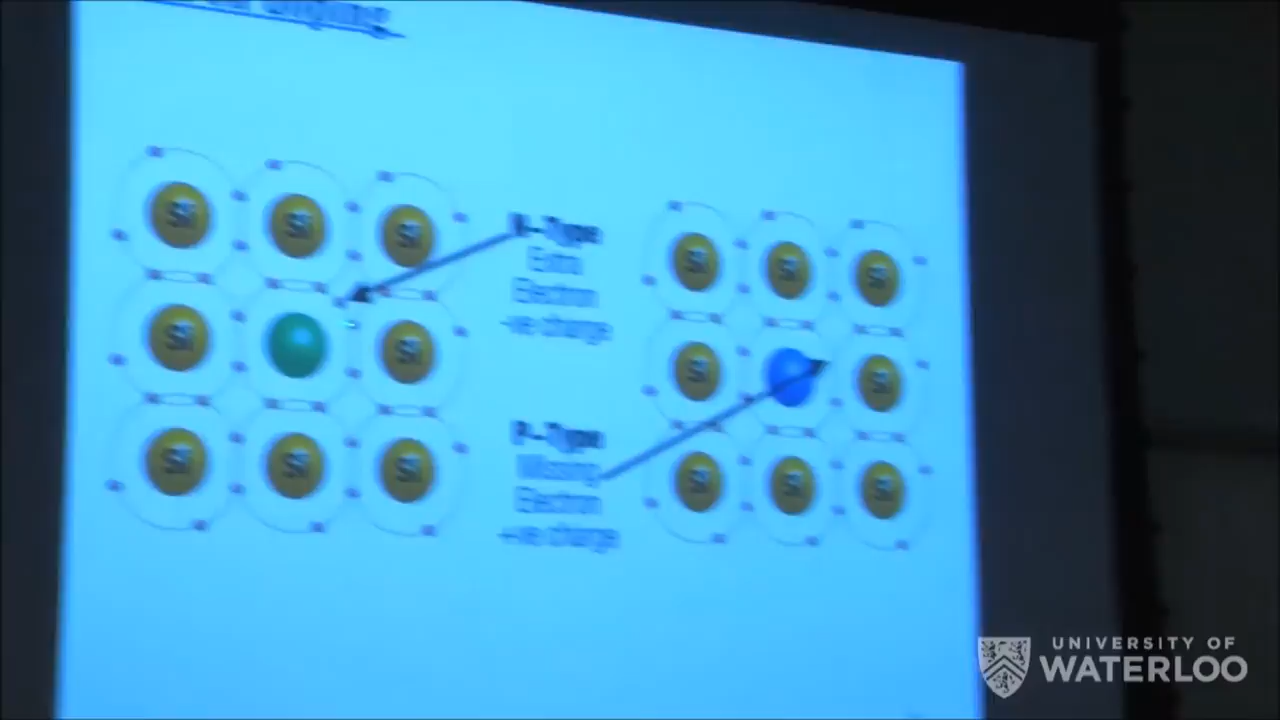 Si Si Si
N-Type
Extra
Electron
-ve charge
Si Si
Si Si Si
P-Type
Missing
Electron
+ve charge
Si Si Si
Si Si
Si Si Si
UNIVERSITY OF
WATERLOO